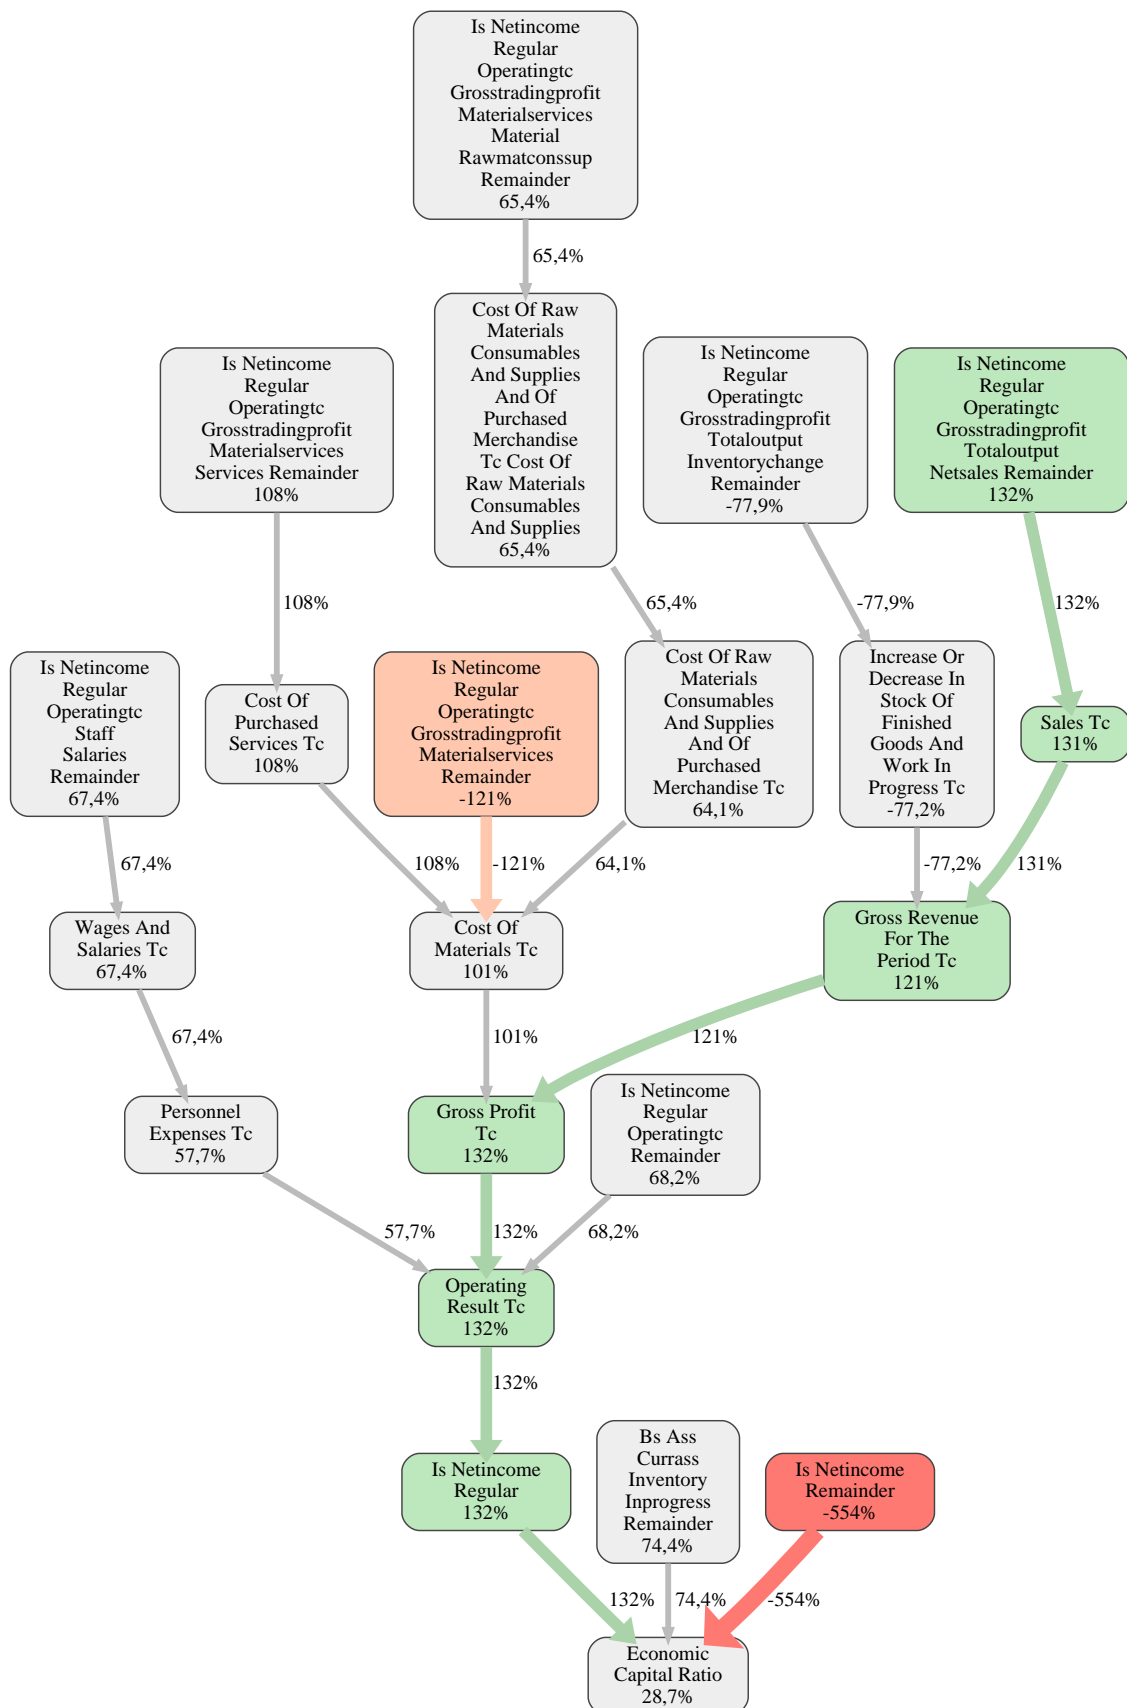 Is Netincome
Regular
Operatingtc
Grosstradingprofit
Materialservices
Material
Rawmatconssup
Remainder
65,4%
65,4%
Cost Of Raw
Materials
Consumables
And Supplies
And Of
Purchased
Merchandise
Tc Cost Of
Raw Materials
Consumables
And Supplies
65,4%
Is Netincome
Regular
Operatingtc
Grosstradingprofit
Materialservices
Services Remainder
108%
Is Netincome
Regular
Operatingtc
Grosstradingprofit
Totaloutput
Inventorychange
Remainder
-77,9%
Is Netincome
Regular
Operatingtc
Grosstradingprofit
Totaloutput
Netsales Remainder
132%
108%
65,4%
-77,9%
132%
Is Netincome
Regular
Operatingtc
Staff
Salaries
Remainder
67,4%
Cost Of
Purchased
Services Tc
108%
Is Netincome
Regular
Operatingtc
Grosstradingprofit
Materialservices
Remainder
-121%
Cost Of Raw
Materials
Consumables
And Supplies
And Of
Purchased
Merchandise Tc
64,1%
Increase Or
Decrease In
Stock Of
Finished
Goods And
Work In
Progress Tc
-77,2%
Sales Tc
131%
67,4%
108%
-121%
64,1%
-77,2%
131%
Wages And
Salaries Tc
67,4%
Cost Of
Materials Tc
101%
Gross Revenue
For The
Period Tc
121%
67,4%
101%
121%
Personnel
Expenses Tc
57,7%
Gross Profit
Tc
132%
Is Netincome
Regular
Operatingtc
Remainder
68,2%
57,7%
132%
68,2%
Operating
Result Tc
132%
132%
Is Netincome
Regular
132%
Bs Ass
Currass
Inventory
Inprogress
Remainder
74,4%
Is Netincome
Remainder
-554%
132%
74,4%
-554%
Economic
Capital Ratio
28,7%